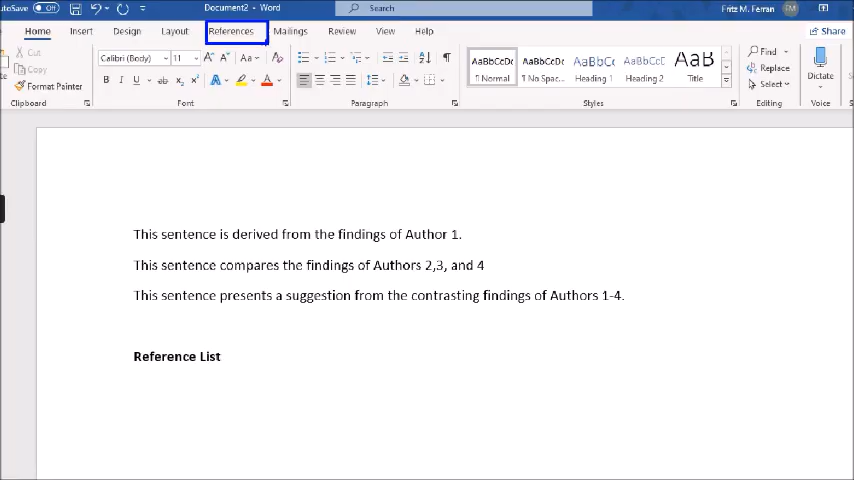 AutoSave Off Document2 - Word Search Fritz M. Ferran FM
Home Insert Design Layout References Mailings Review View Help Share
Cut
Copy
Format Painter
Clipboard
Calibri (Body) 11 Aa
B I U ab A A
Font
Paragraph
AaBbCcDc AaBbCcDc AaBbCc AaBbCcE AaB
¶ Normal ¶ No Spac... Heading 1 Heading 2 Title
Styles
Find
Replace
Select
Editing
Dictate
Voice
This sentence is derived from the findings of Author 1.
This sentence compares the findings of Authors 2,3, and 4
This sentence presents a suggestion from the contrasting findings of Authors 1-4.
Reference List